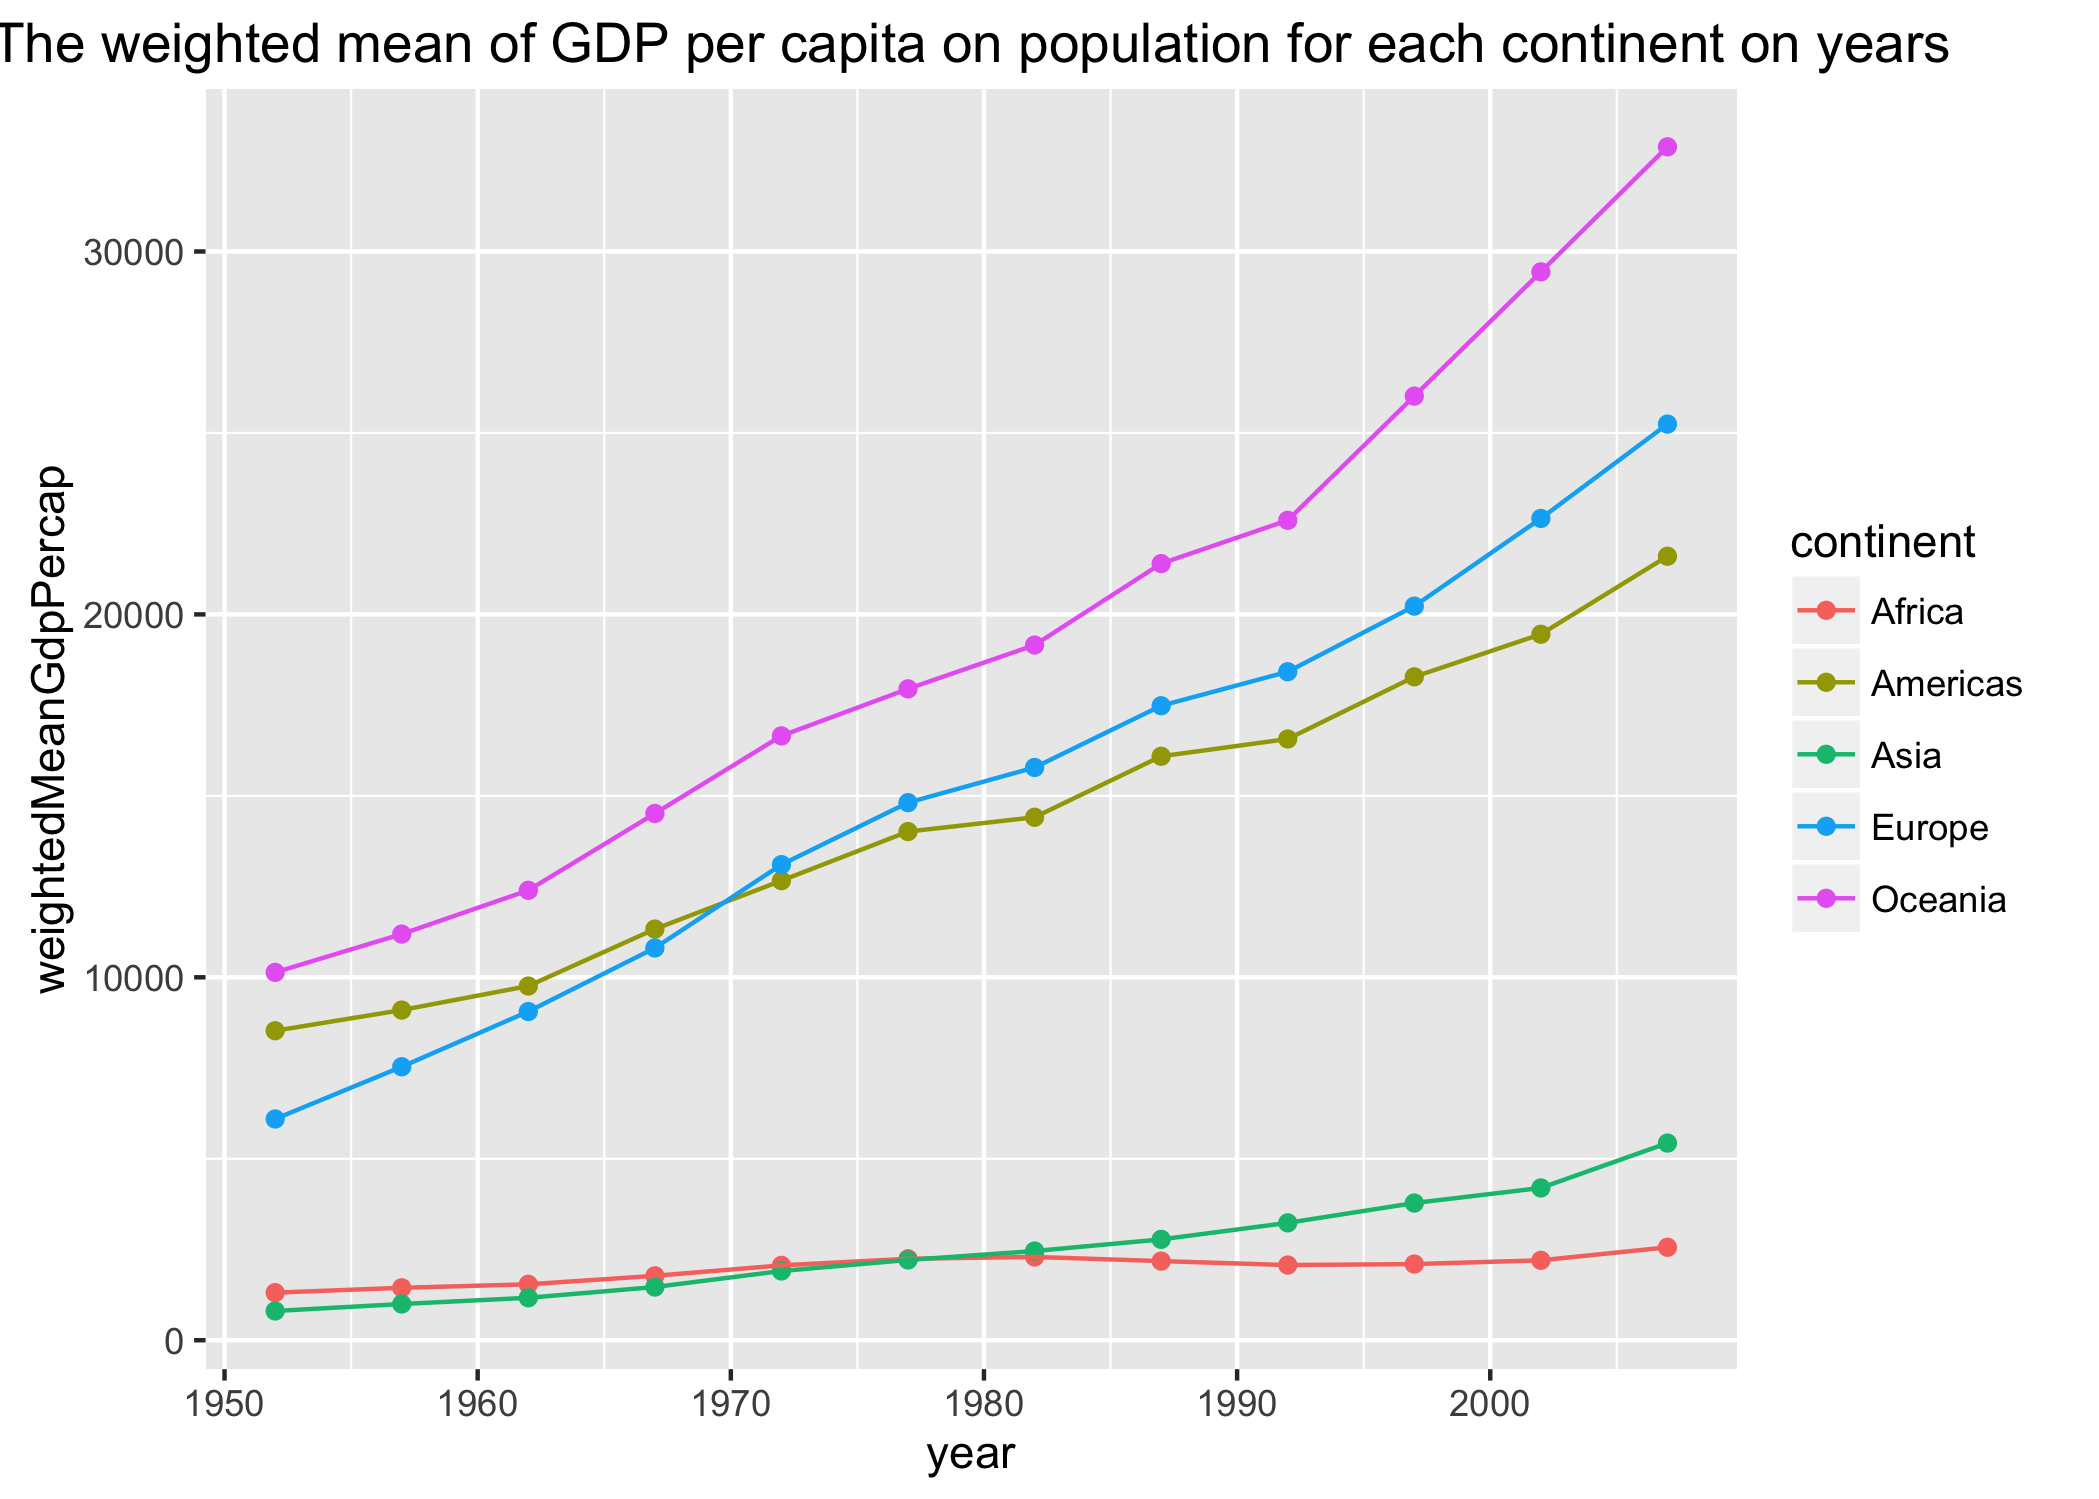 The weighted mean of GDP per capita on population for each continent on years
weightedMeanGdpPercap
30000
20000
10000
0
1950 1960 1970 1980 1990 2000
year
continent
Africa
Americas
Asia
Europe
Oceania